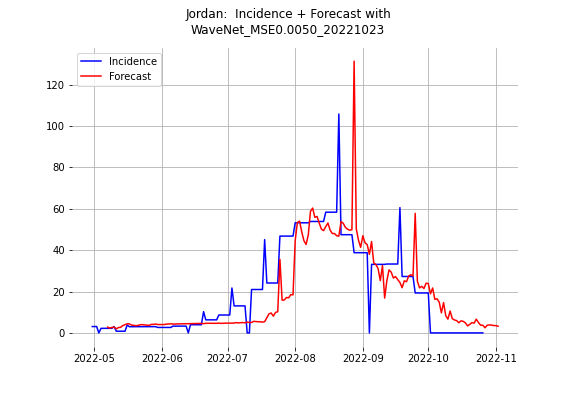 Jordan:  Incidence + Forecast with
WaveNet_MSE0.0050_20221023
Incidence
Forecast
120
100
80
60
40
20
0
2022-05 2022-06 2022-07 2022-08 2022-09 2022-10 2022-11